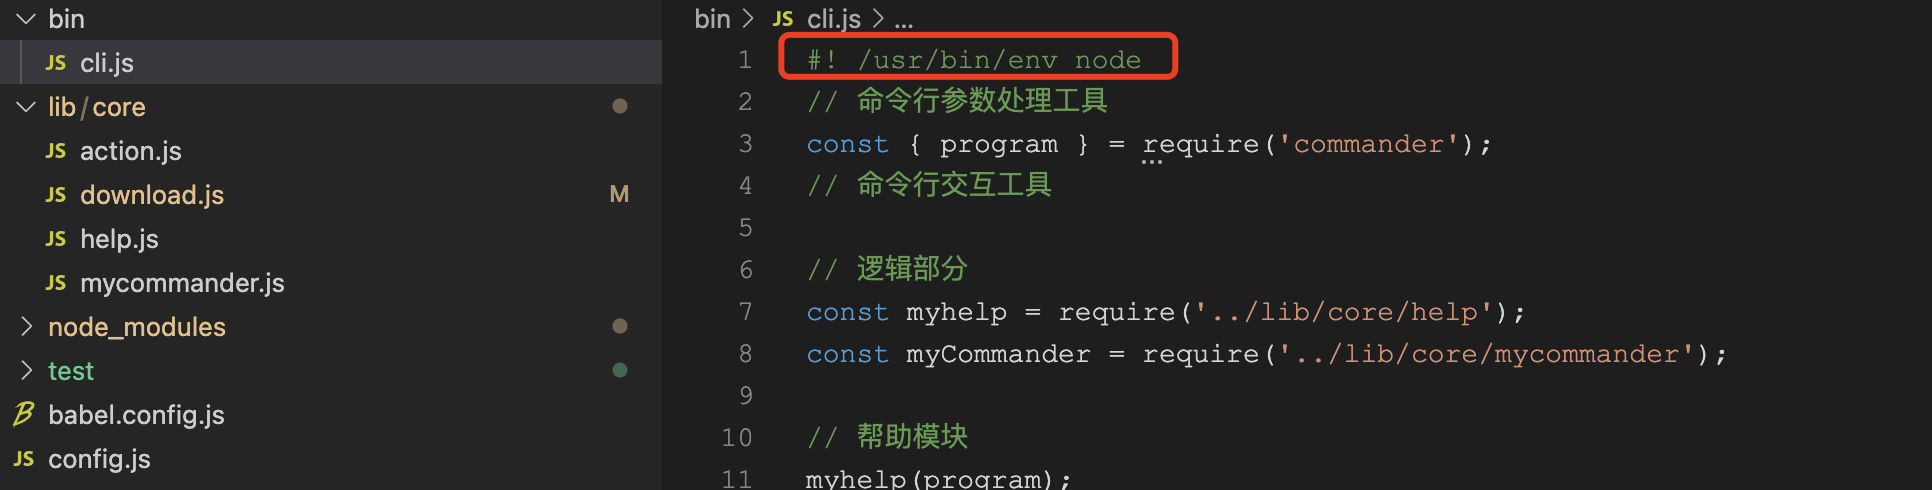 bin
JS cli.js
lib/core
JS action.js
JS download.js M
JS help.js
JS mycommander.js
node_modules
test
babel.config.js
JS config.js
bin > JS cli.js > ...
1 #! /usr/bin/env node
2 // 命令行参数处理工具
3 const { program } = require('commander');
4 // 命令行交互工具
5
6 // 逻辑部分
7 const myhelp = require('../lib/core/help');
8 const myCommander = require('../lib/core/mycommander');
9
10 // 帮助模块
11 myhelp(program);